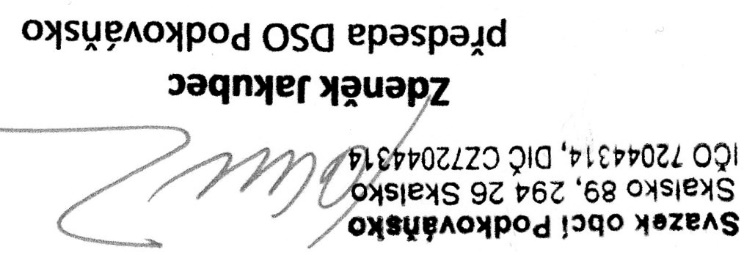 Svazek obcí Podkováňsko
Skalsko 89, 294 26 Skalsko
IČO 72044314, DIČ CZ72044314
Zdeněk Jakubec
předseda DSO Podkováňsko